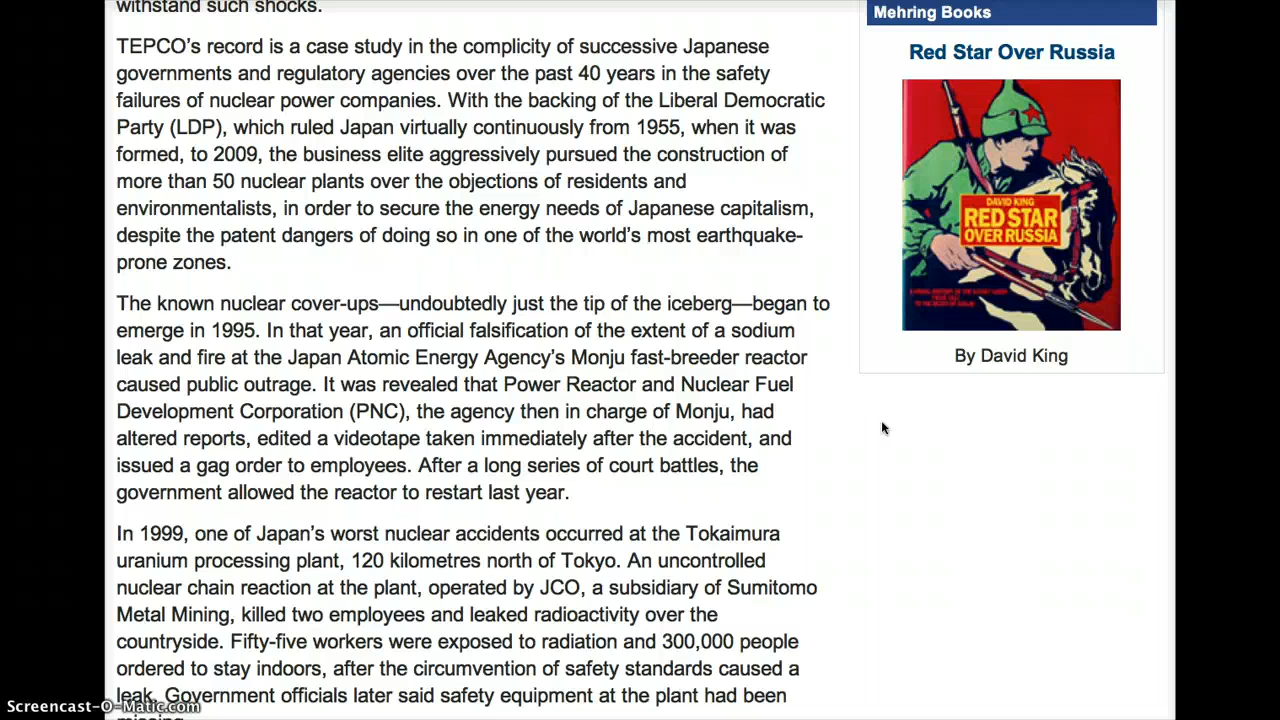 withstand such shocks.
TEPCO’s record is a case study in the complicity of successive Japanese
governments and regulatory agencies over the past 40 years in the safety
failures of nuclear power companies. With the backing of the Liberal Democratic
Party (LDP), which ruled Japan virtually continuously from 1955, when it was
formed, to 2009, the business elite aggressively pursued the construction of
more than 50 nuclear plants over the objections of residents and
environmentalists, in order to secure the energy needs of Japanese capitalism,
despite the patent dangers of doing so in one of the world’s most earthquake-
prone zones.
The known nuclear cover-ups—undoubtedly just the tip of the iceberg—began to
emerge in 1995. In that year, an official falsification of the extent of a sodium
leak and fire at the Japan Atomic Energy Agency’s Monju fast-breeder reactor
caused public outrage. It was revealed that Power Reactor and Nuclear Fuel
Development Corporation (PNC), the agency then in charge of Monju, had
altered reports, edited a videotape taken immediately after the accident, and
issued a gag order to employees. After a long series of court battles, the
government allowed the reactor to restart last year.
In 1999, one of Japan’s worst nuclear accidents occurred at the Tokaimura
uranium processing plant, 120 kilometres north of Tokyo. An uncontrolled
nuclear chain reaction at the plant, operated by JCO, a subsidiary of Sumitomo
Metal Mining, killed two employees and leaked radioactivity over the
countryside. Fifty-five workers were exposed to radiation and 300,000 people
ordered to stay indoors, after the circumvention of safety standards caused a
leak. Government officials later said safety equipment at the plant had been
missing.
Mehring Books
Red Star Over Russia
DAVID KING
RED STAR
OVER RUSSIA
By David King
Screencast-O-Matic.com